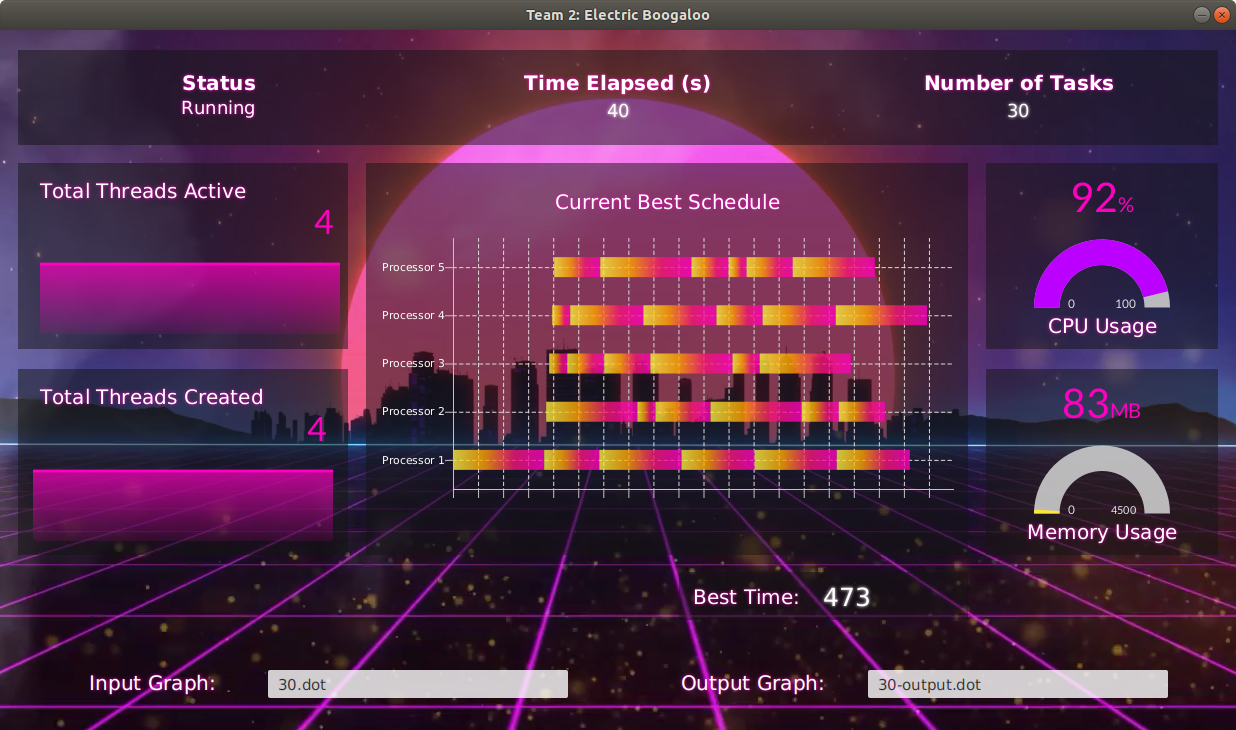 Team 2: Electric Boogaloo
Status
Running
Time Elapsed (s)
40
Number of Tasks
30
Total Threads Active
4
Total Threads Created
4
Current Best Schedule
Processor 5
Processor 4
Processor 3
Processor 2
Processor 1
92%
0 100
CPU Usage
83MB
0 4500
Memory Usage
Best Time: 473
Input Graph: 30.dot
Output Graph: 30-output.dot